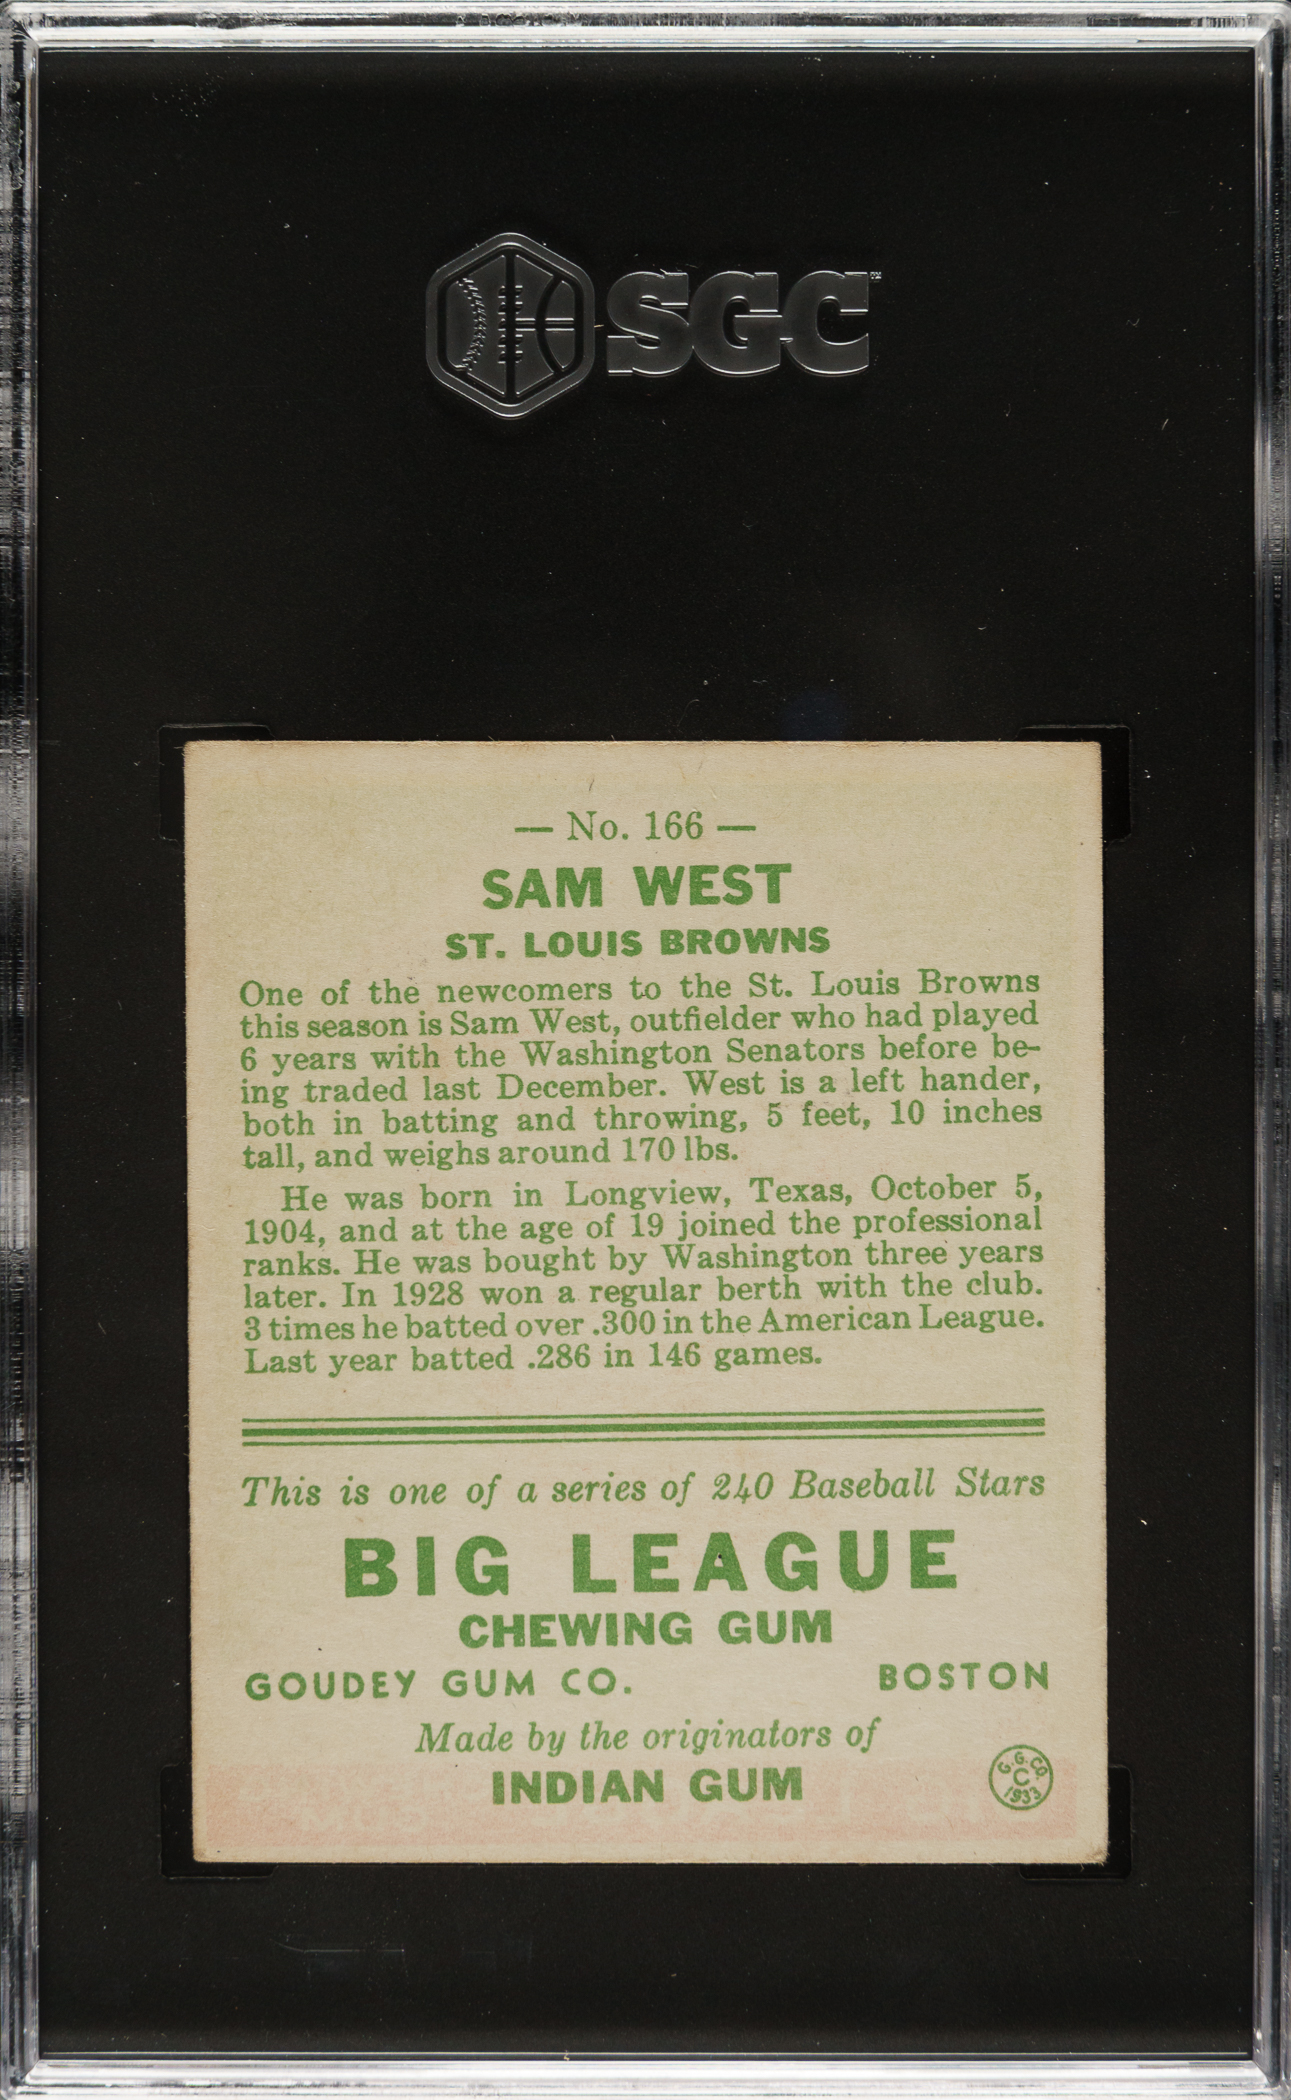 SGC™
— No. 166 —
SAM WEST
ST. LOUIS BROWNS
One of the newcomers to the St. Louis Browns
this season is Sam West, outfielder who had played
6 years with the Washington Senators before be-
ing traded last December. West is a left hander,
both in batting and throwing, 5 feet, 10 inches
tall, and weighs around 170 lbs.
He was born in Longview, Texas, October 5,
1904, and at the age of 19 joined the professional
ranks. He was bought by Washington three years
later. In 1928 won a regular berth with the club.
3 times he batted over .300 in the American League.
Last year batted .286 in 146 games.
This is one of a series of 240 Baseball Stars
BIG LEAGUE
CHEWING GUM
GOUDEY GUM CO. BOSTON
Made by the originators of
INDIAN GUM
G. G. CO.
C
1933